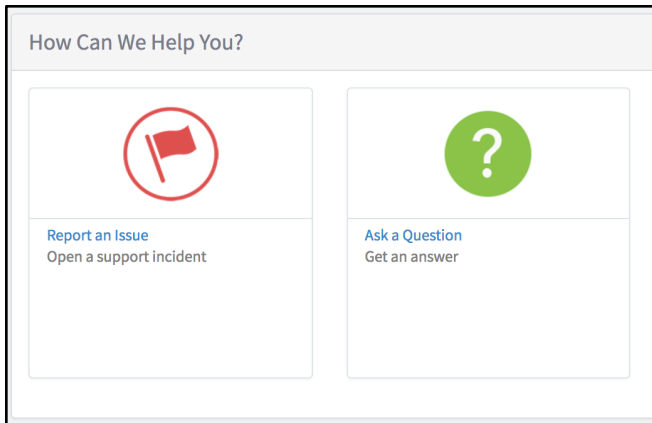 How Can We Help You?
Report an Issue
Open a support incident
Ask a Question
Get an answer